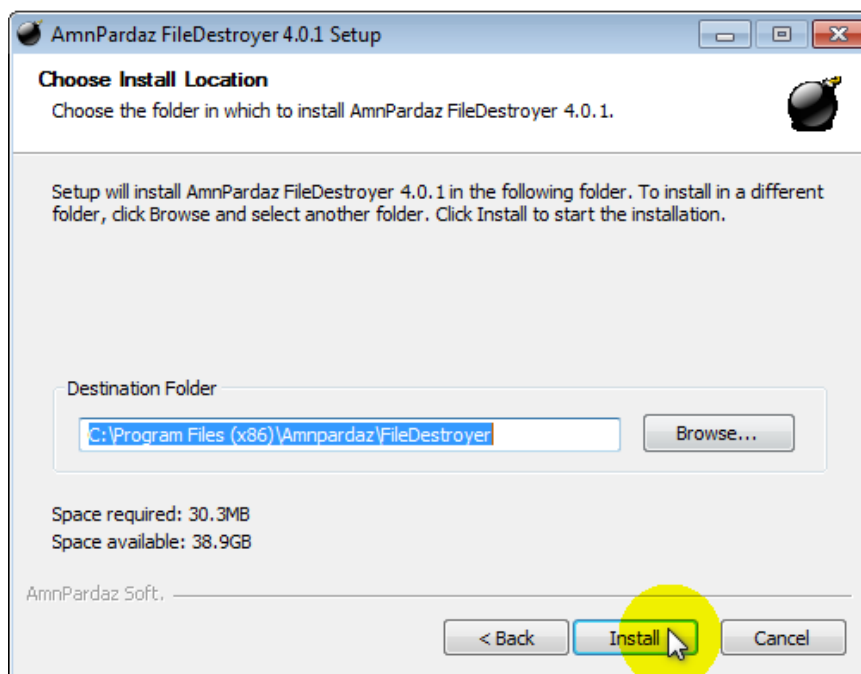 AmnPardaz FileDestroyer 4.0.1 Setup
Choose Install Location
Choose the folder in which to install AmnPardaz FileDestroyer 4.0.1.
Setup will install AmnPardaz FileDestroyer 4.0.1 in the following folder. To install in a different
folder, click Browse and select another folder. Click Install to start the installation.
Destination Folder
C:\Program Files (x86)\Amnpardaz\FileDestroyer
Browse...
Space required: 30.3MB
Space available: 38.9GB
AmnPardaz Soft.
< Back
Install
Cancel